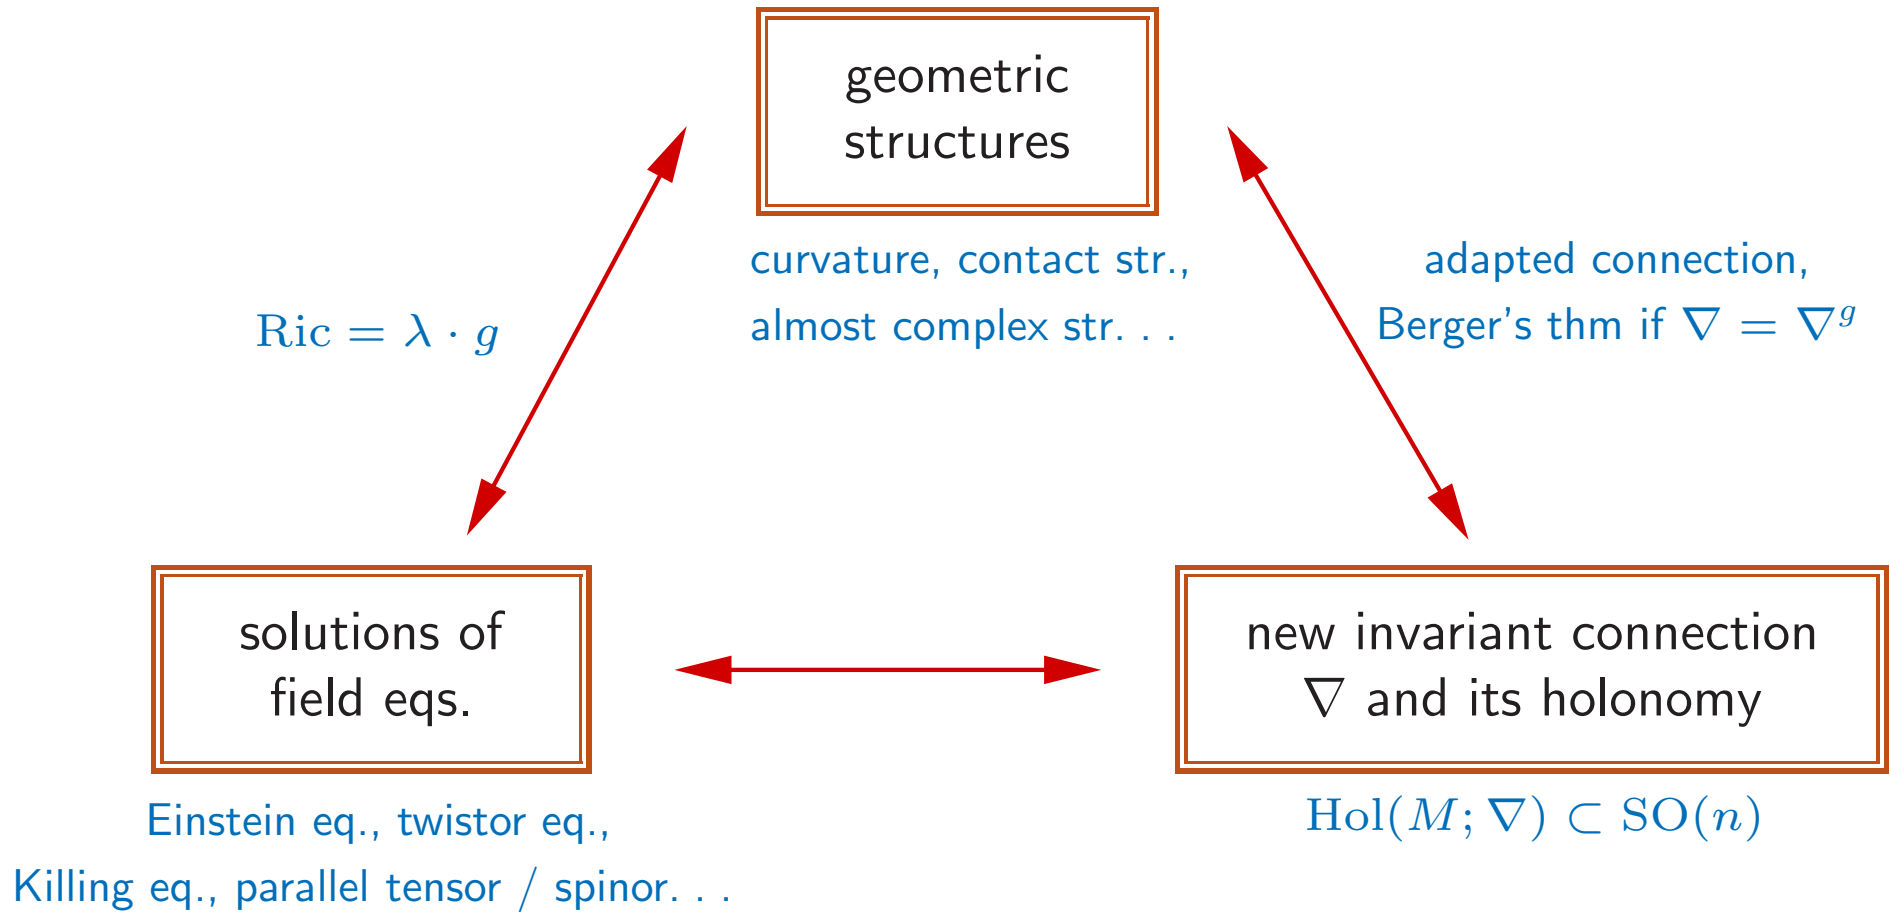 geometric
structures
curvature, contact str.,
almost complex str. . .
Ric = λ · g
adapted connection,
Berger's thm if ∇ = ∇^g
solutions of
field eqs.
Einstein eq., twistor eq.,
Killing eq., parallel tensor / spinor. . .
new invariant connection
∇ and its holonomy
Hol(M; ∇) ⊂ SO(n)